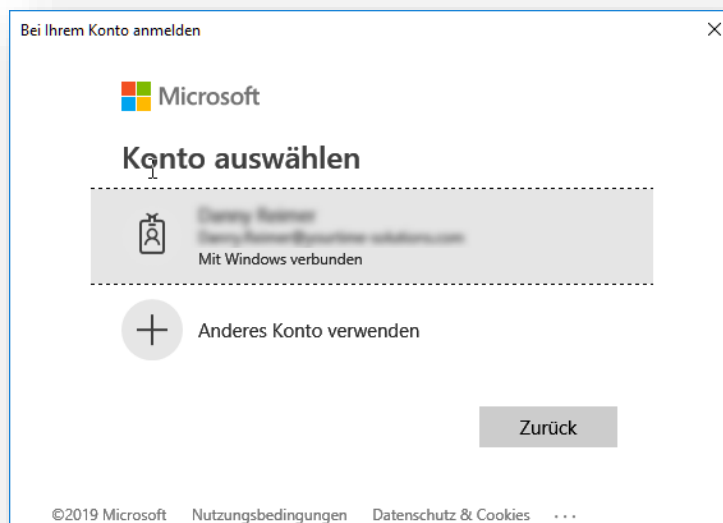 Bei Ihrem Konto anmelden
Microsoft
Konto auswählen
Mit Windows verbunden
Anderes Konto verwenden
Zurück
©2019 Microsoft Nutzungsbedingungen Datenschutz & Cookies ...